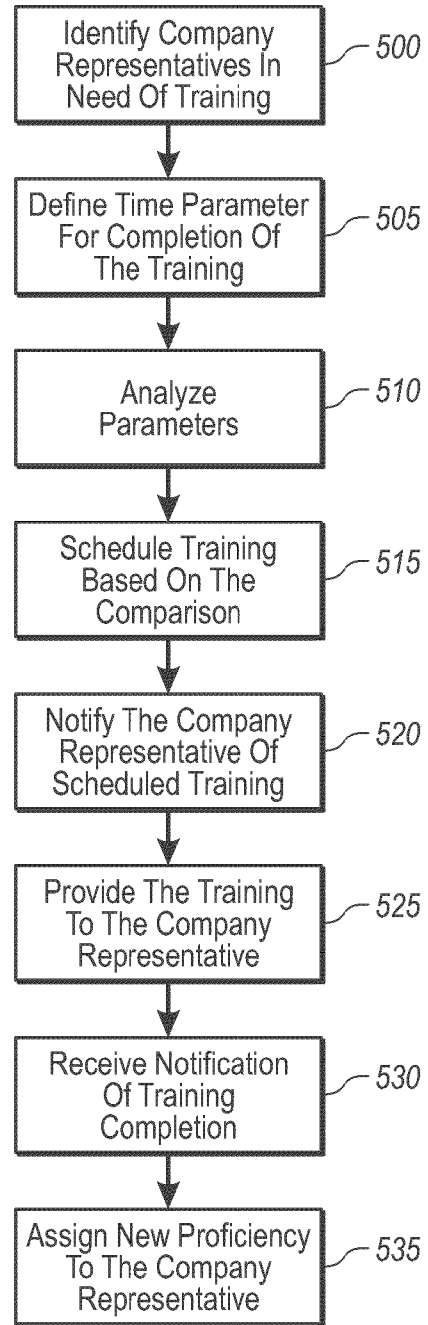 Identify Company
Representatives In
Need Of Training
500
Define Time Parameter
For Completion Of
The Training
505
Analyze
Parameters
510
Schedule Training
Based On The
Comparison
515
Notify The Company
Representative Of
Scheduled Training
520
Provide The Training
To The Company
Representative
525
Receive Notification
Of Training
Completion
530
Assign New Proficiency
To The Company
Representative
535